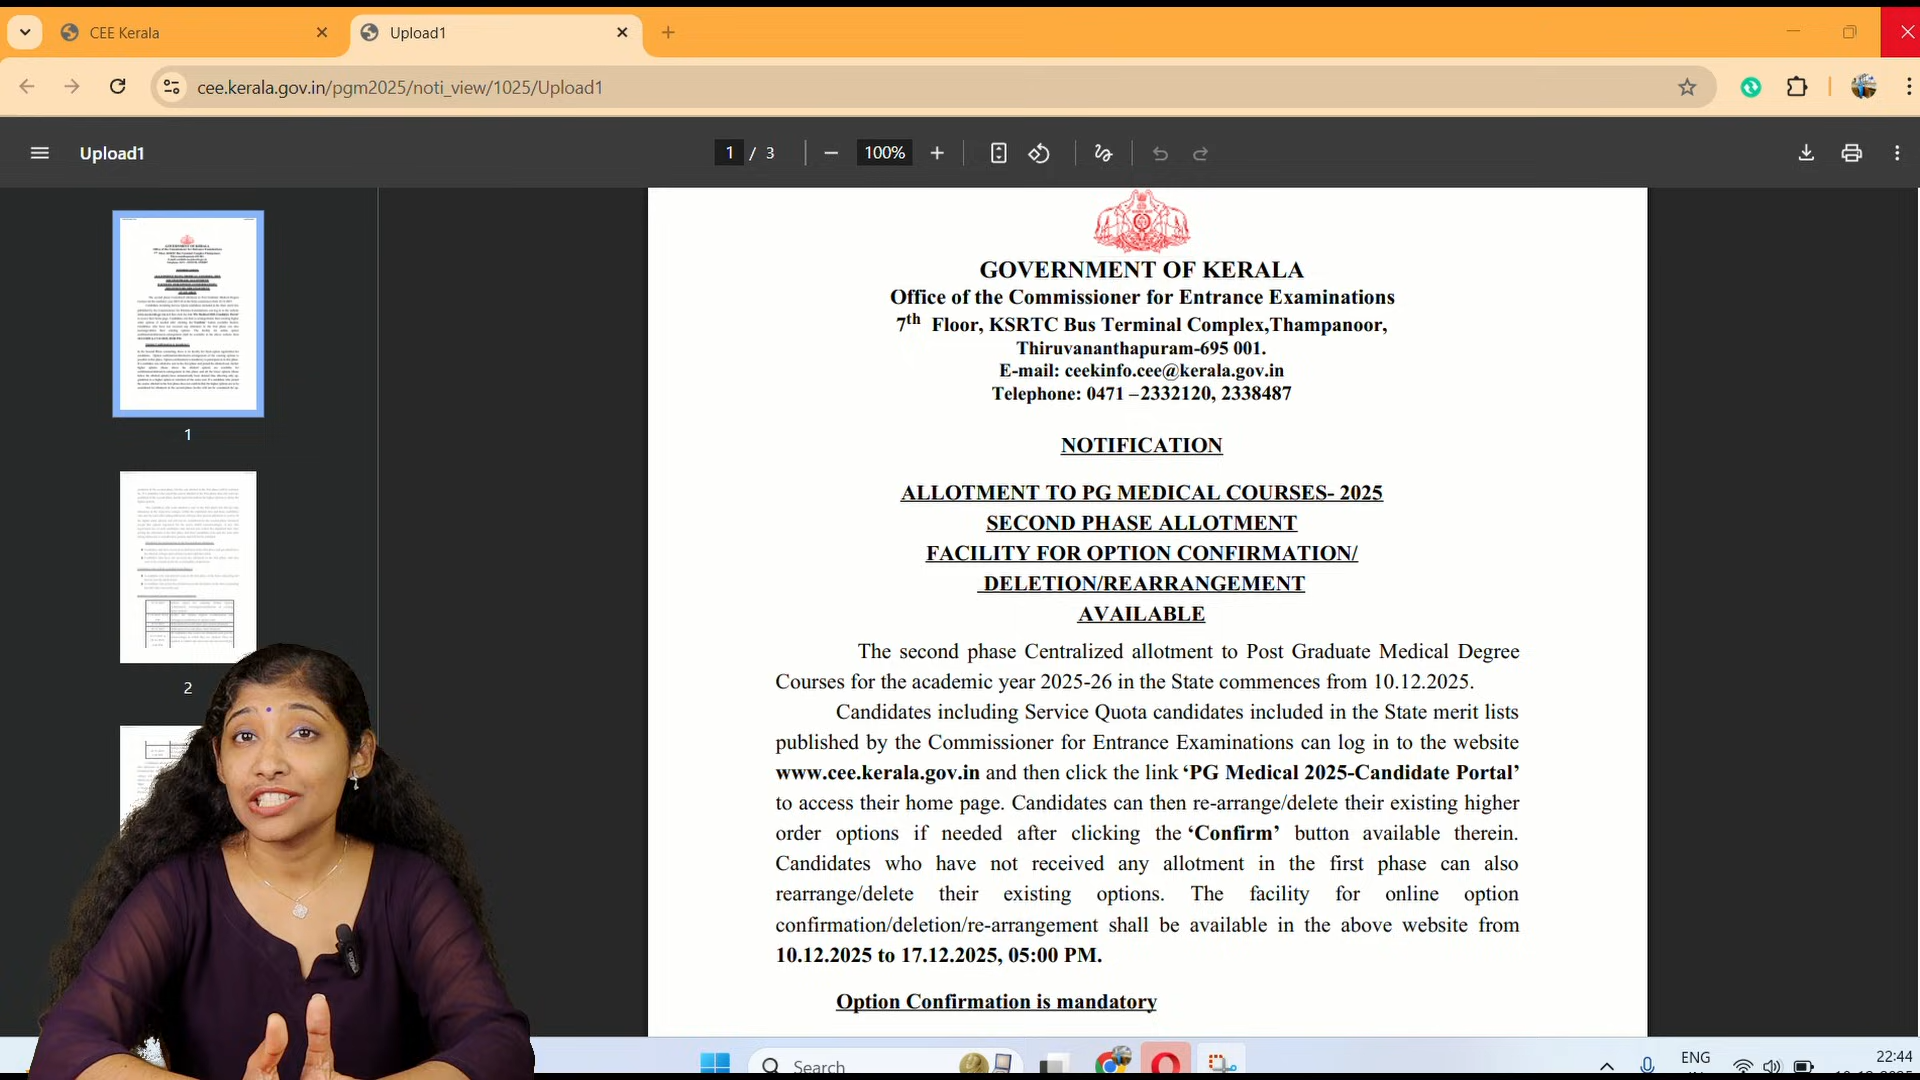 CEE Kerala
Upload1
cee.kerala.gov.in/pgm2025/noti_view/1025/Upload1
Upload1
1 / 3
100%
1
2
GOVERNMENT OF KERALA
Office of the Commissioner for Entrance Examinations
7th Floor, KSRTC Bus Terminal Complex,Thampanoor,
Thiruvananthapuram-695 001.
E-mail: ceekinfo.cee@kerala.gov.in
Telephone: 0471 –2332120, 2338487
NOTIFICATION
ALLOTMENT TO PG MEDICAL COURSES- 2025
SECOND PHASE ALLOTMENT
FACILITY FOR OPTION CONFIRMATION/
DELETION/REARRANGEMENT
AVAILABLE
The second phase Centralized allotment to Post Graduate Medical Degree
Courses for the academic year 2025-26 in the State commences from 10.12.2025.
Candidates including Service Quota candidates included in the State merit lists
published by the Commissioner for Entrance Examinations can log in to the website
www.cee.kerala.gov.in and then click the link ‘PG Medical 2025-Candidate Portal’
to access their home page. Candidates can then re-arrange/delete their existing higher
order options if needed after clicking the ‘Confirm’ button available therein.
Candidates who have not received any allotment in the first phase can also
rearrange/delete their existing options. The facility for online option
confirmation/deletion/re-arrangement shall be available in the above website from
10.12.2025 to 17.12.2025, 05:00 PM.
Option Confirmation is mandatory
Search
ENG
22:44